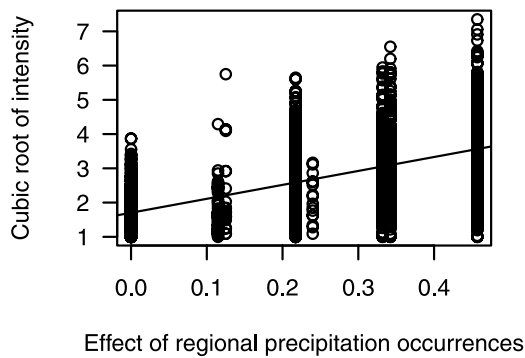 Cubic root of intensity
7
6
5
4
3
2
1
0.0 0.1 0.2 0.3 0.4
Effect of regional precipitation occurrences